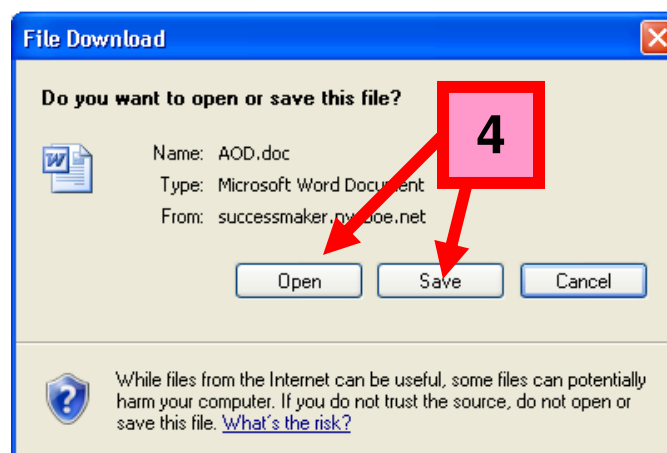 File Download
Do you want to open or save this file?
4
Name: AOD.doc
Type: Microsoft Word Document
From:
Open Save Cancel
While files from the Internet can be useful, some files can potentially
harm your computer. If you do not trust the source, do not open or
save this file. What's the risk?